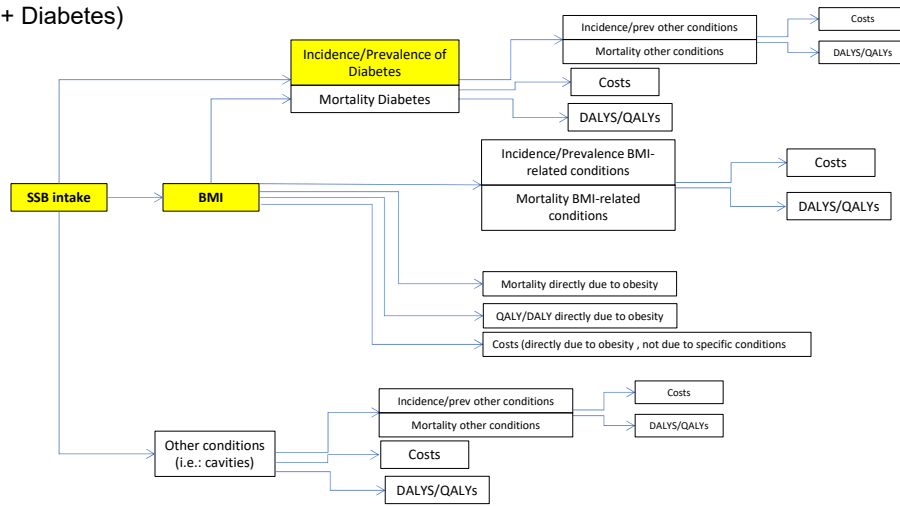 + Diabetes)
Incidence/prev other conditions
Mortality other conditions
Costs
DALYS/QALYs
Incidence/Prevalence of
Diabetes
Mortality Diabetes
Costs
DALYS/QALYs
Incidence/Prevalence BMI-
related conditions
Mortality BMI-related
conditions
Costs
DALYS/QALYs
SSB intake
BMI
Mortality directly due to obesity
QALY/DALY directly due to obesity
Costs (directly due to obesity , not due to specific conditions
Incidence/prev other conditions
Mortality other conditions
Costs
DALYS/QALYs
Other conditions
(i.e.: cavities)
Costs
DALYS/QALYs